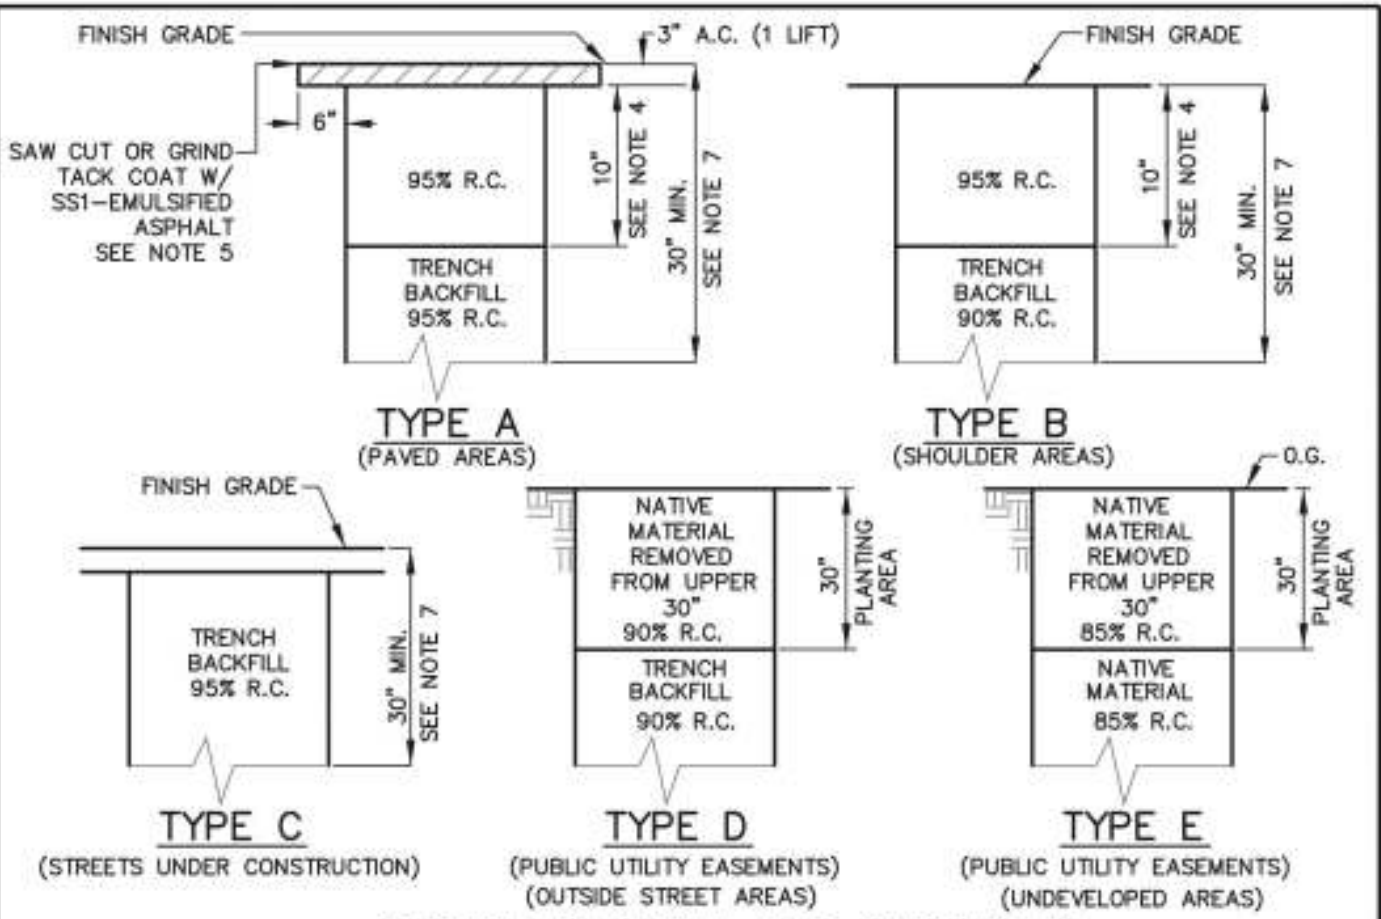 FINISH GRADE
3" A.C. (1 LIFT)
6"
SAW CUT OR GRIND
TACK COAT W/
SS1-EMULSIFIED
ASPHALT
SEE NOTE 5
95% R.C.
10"
SEE NOTE 4
30" MIN.
SEE NOTE 7
TRENCH
BACKFILL
95% R.C.
TYPE A
(PAVED AREAS)
FINISH GRADE
95% R.C.
10"
SEE NOTE 4
30" MIN.
SEE NOTE 7
TRENCH
BACKFILL
90% R.C.
TYPE B
(SHOULDER AREAS)
FINISH GRADE
TRENCH
BACKFILL
95% R.C.
30" MIN.
SEE NOTE 7
TYPE C
(STREETS UNDER CONSTRUCTION)
NATIVE
MATERIAL
REMOVED
FROM UPPER
30"
90% R.C.
30"
PLANTING
AREA
TRENCH
BACKFILL
90% R.C.
TYPE D
(PUBLIC UTILITY EASEMENTS)
(OUTSIDE STREET AREAS)
O.G.
NATIVE
MATERIAL
REMOVED
FROM UPPER
30"
85% R.C.
30"
PLANTING
AREA
NATIVE
MATERIAL
85% R.C.
TYPE E
(PUBLIC UTILITY EASEMENTS)
(UNDEVELOPED AREAS)